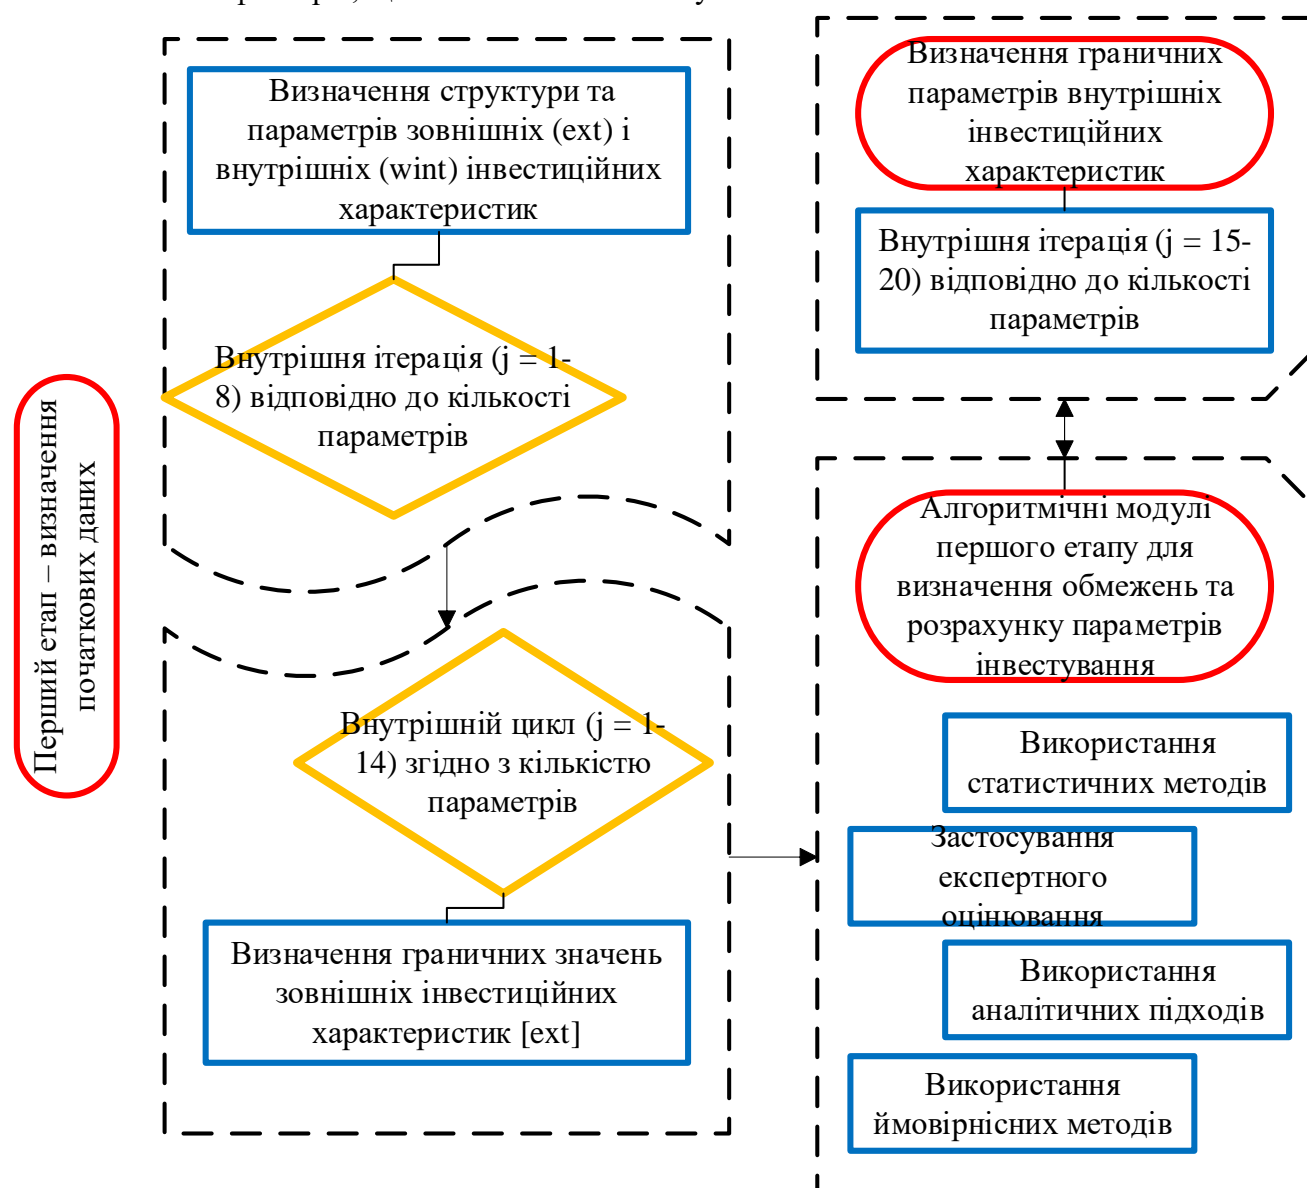 Перший етап – визначення
початкових даних
Визначення структури та
параметрів зовнішніх (ext) і
внутрішніх (wint) інвестиційних
характеристик
Внутрішня ітерація (j = 1-
8) відповідно до кількості
параметрів
Внутрішній цикл (j = 1-
14) згідно з кількістю
параметрів
Визначення граничних значень
зовнішніх інвестиційних
характеристик [ext]
Визначення граничних
параметрів внутрішніх
інвестиційних
характеристик
Внутрішня ітерація (j = 15-
20) відповідно до кількості
параметрів
Алгоритмічні модулі
першого етапу для
визначення обмежень та
розрахунку параметрів
інвестування
Використання
статистичних методів
Застосування
експертного
оцінювання
Використання
аналітичних підходів
Використання
ймовірнісних методів